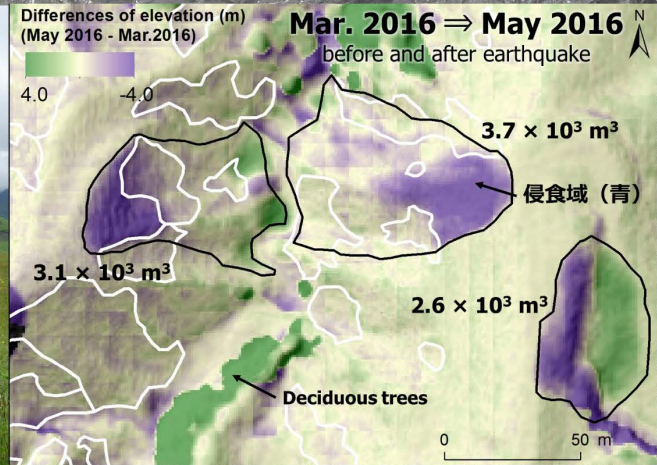 Differences of elevation (m)
(May 2016 - Mar.2016)
4.0
-4.0
Mar. 2016 ⇒ May 2016
before and after earthquake
N
3.7 × 10³ m³
侵食域（青）
3.1 × 10³ m³
2.6 × 10³ m³
Deciduous trees
0
50 m